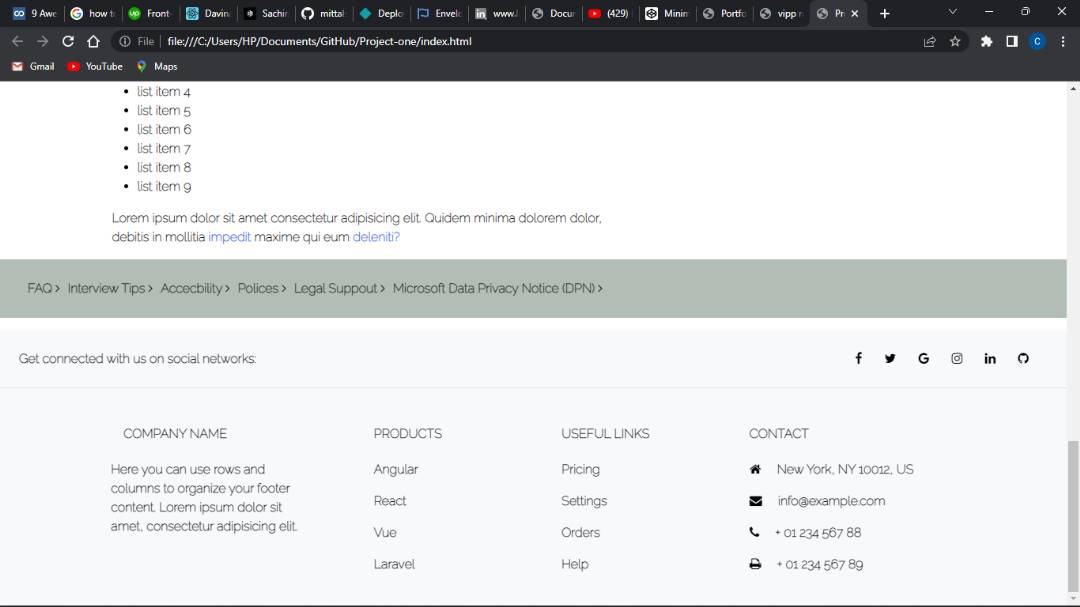 9 Awe
how to
Front-
Davin
Sachin
mittal
Deplo
Envelo
www.l
Docur
(429)
Minim
Portfo
vipp r
Pr
File file:///C:/Users/HP/Documents/GitHub/Project-one/index.html
C
Gmail YouTube Maps
list item 4
list item 5
list item 6
list item 7
list item 8
list item 9
Lorem ipsum dolor sit amet consectetur adipisicing elit. Quidem minima dolorem dolor,
debitis in mollitia impedit maxime qui eum deleniti?
FAQ > Interview Tips > Accecbility > Polices > Legal Suppout > Microsoft Data Privacy Notice (DPN) >
Get connected with us on social networks:
COMPANY NAME
Here you can use rows and
columns to organize your footer
content. Lorem ipsum dolor sit
amet, consectetur adipisicing elit.
PRODUCTS
Angular
React
Vue
Laravel
USEFUL LINKS
Pricing
Settings
Orders
Help
CONTACT
New York, NY 10012, US
info@example.com
+ 01 234 567 88
+ 01 234 567 89